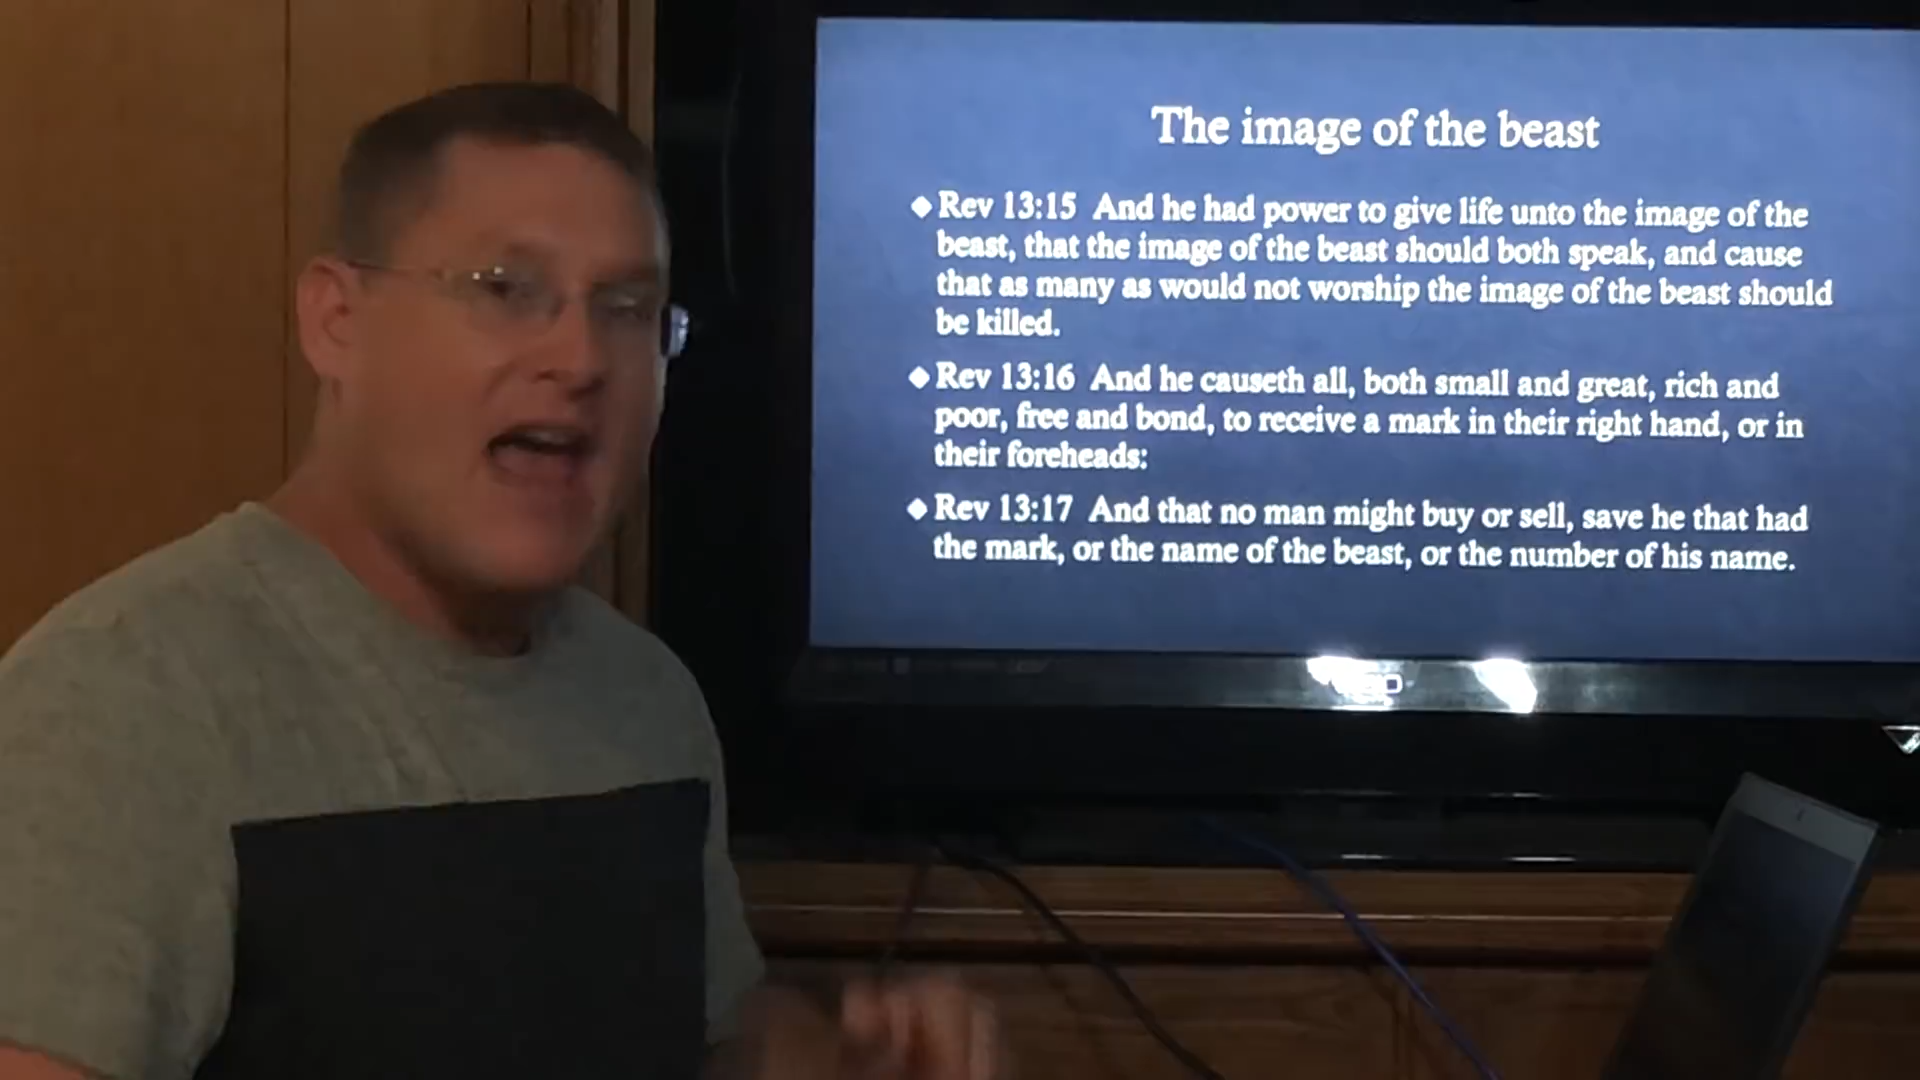 The image of the beast
◆ Rev 13:15 And he had power to give life unto the image of the
beast, that the image of the beast should both speak, and cause
that as many as would not worship the image of the beast should
be killed.
◆ Rev 13:16 And he causeth all, both small and great, rich and
poor, free and bond, to receive a mark in their right hand, or in
their foreheads:
◆ Rev 13:17 And that no man might buy or sell, save he that had
the mark, or the name of the beast, or the number of his name.